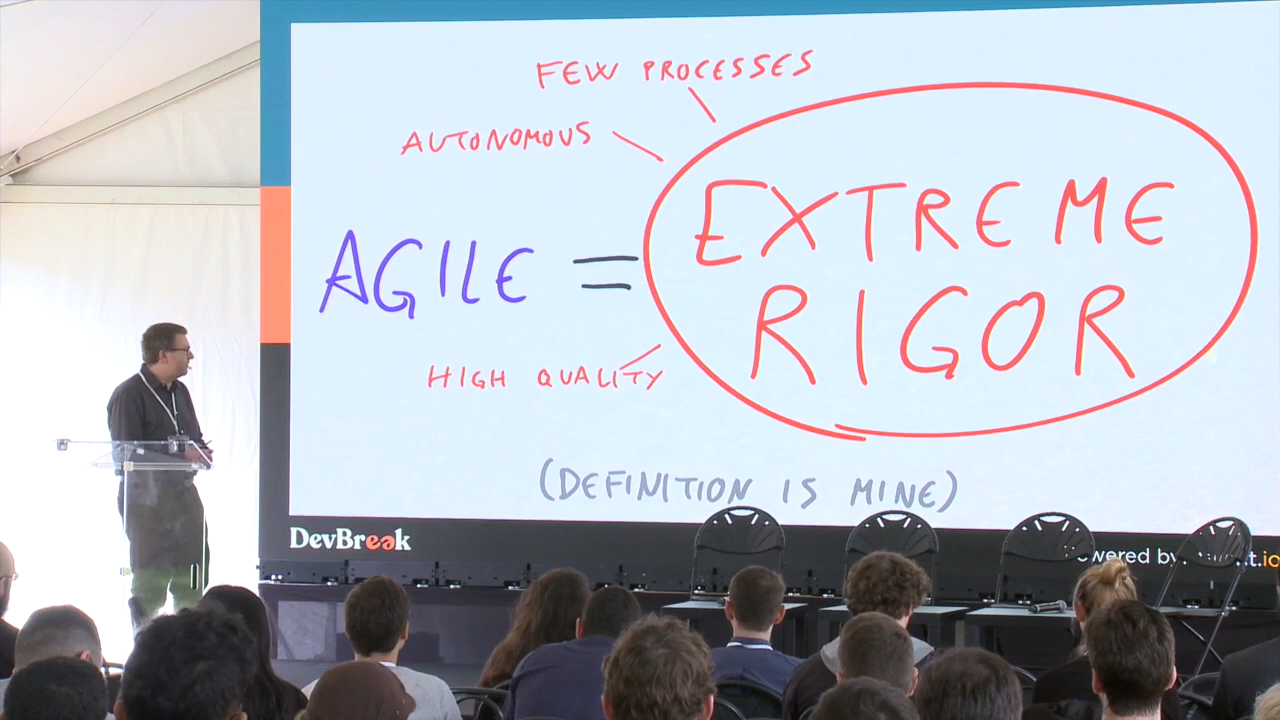 FEW PROCESSES
AUTONOMOUS
EXTREME
AGILE =
RIGOR
HIGH QUALITY
(DEFINITION IS MINE)
DevBreak